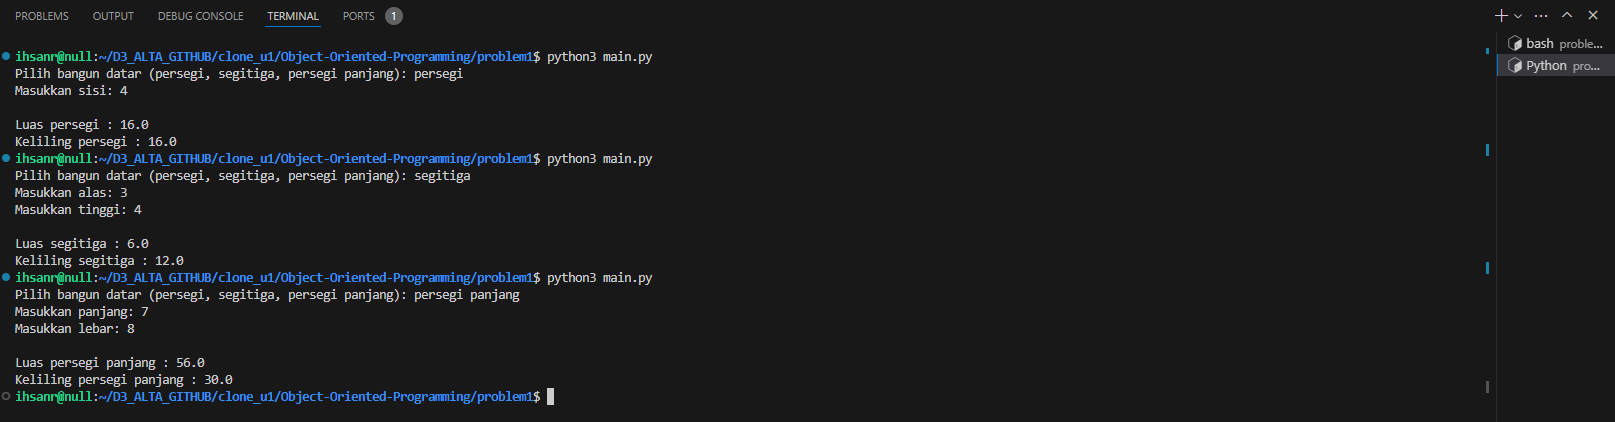 PROBLEMS OUTPUT DEBUG CONSOLE TERMINAL PORTS 1
ihsanr@null:~/D3_ALTA_GITHUB/clone_u1/Object-Oriented-Programming/problem1$ python3 main.py
Pilih bangun datar (persegi, segitiga, persegi panjang): persegi
Masukkan sisi: 4
Luas persegi : 16.0
Keliling persegi : 16.0
ihsanr@null:~/D3_ALTA_GITHUB/clone_u1/Object-Oriented-Programming/problem1$ python3 main.py
Pilih bangun datar (persegi, segitiga, persegi panjang): segitiga
Masukkan alas: 3
Masukkan tinggi: 4
Luas segitiga : 6.0
Keliling segitiga : 12.0
ihsanr@null:~/D3_ALTA_GITHUB/clone_u1/Object-Oriented-Programming/problem1$ python3 main.py
Pilih bangun datar (persegi, segitiga, persegi panjang): persegi panjang
Masukkan panjang: 7
Masukkan lebar: 8
Luas persegi panjang : 56.0
Keliling persegi panjang : 30.0
ihsanr@null:~/D3_ALTA_GITHUB/clone_u1/Object-Oriented-Programming/problem1$
bash proble...
Python pro...